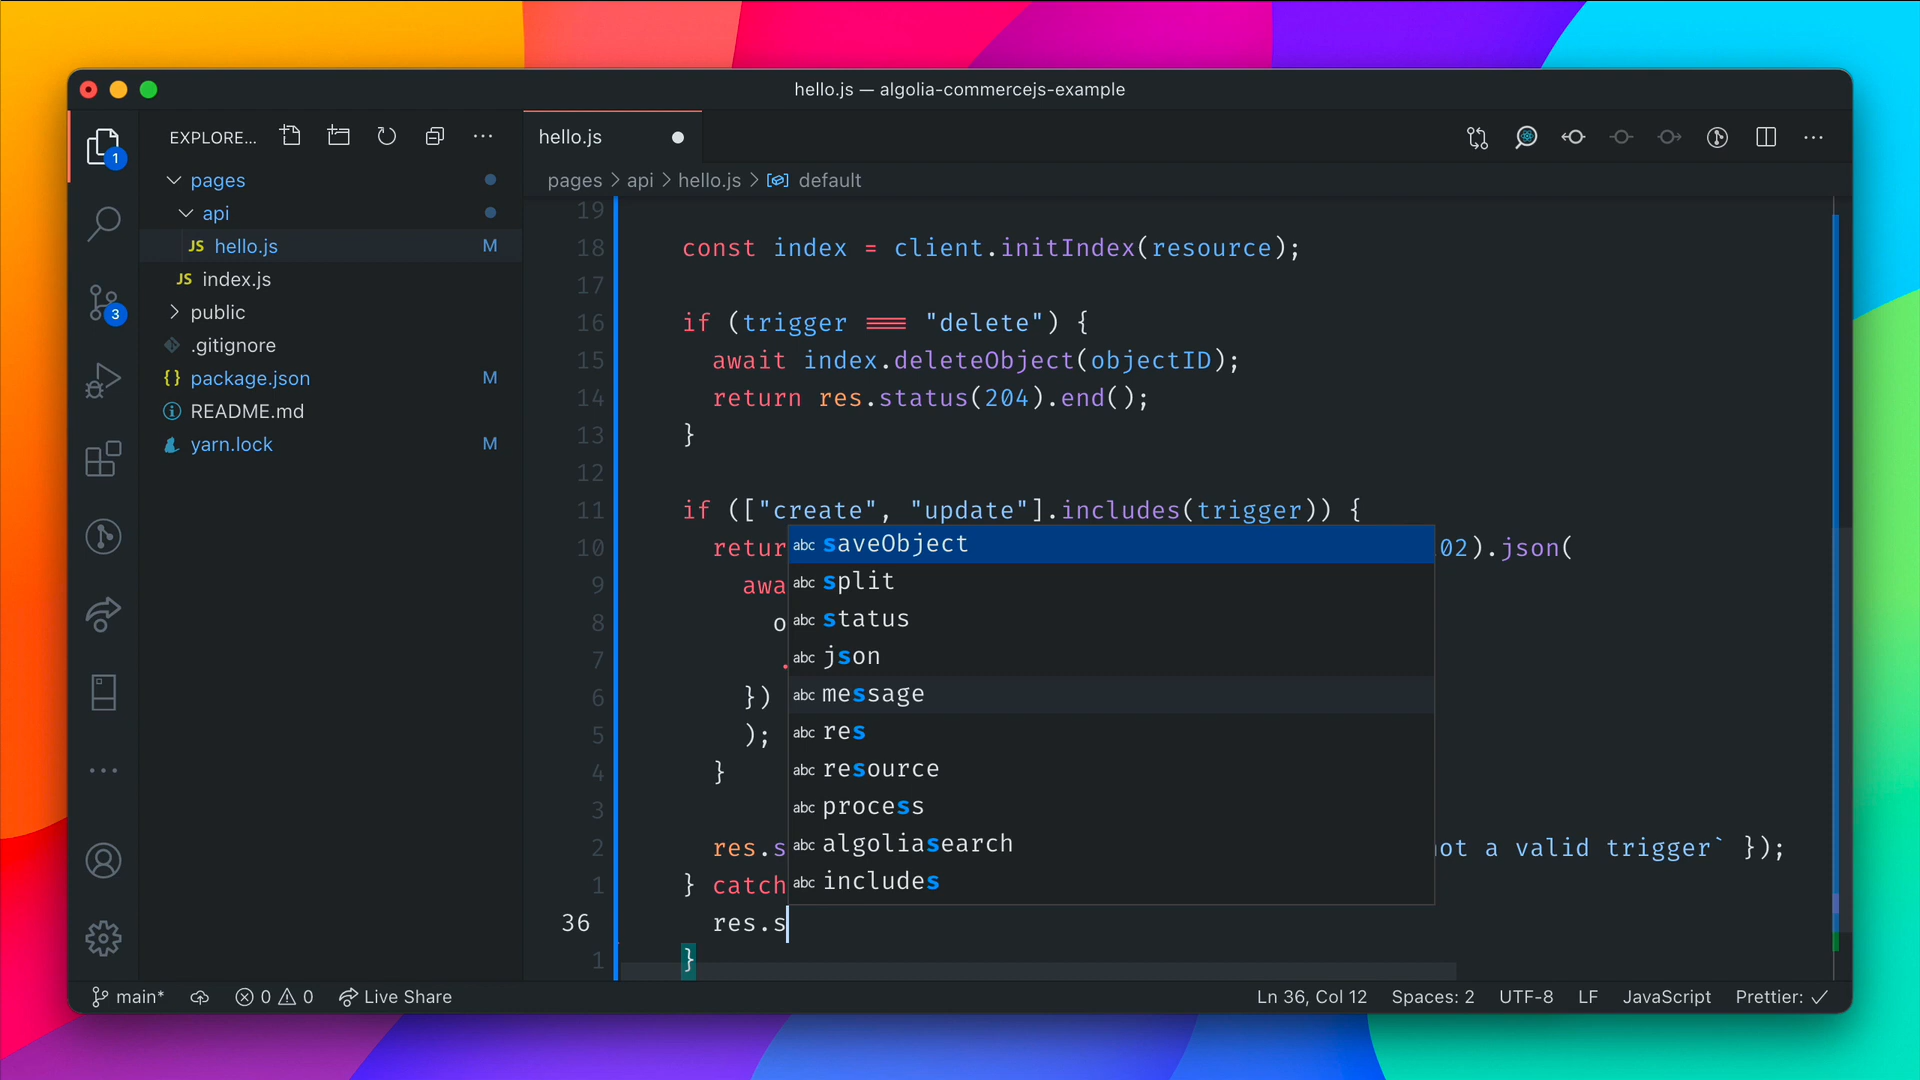 hello.js — algolia-commercejs-example
EXPLORE...
hello.js
pages > api > hello.js > default
pages
api
JS hello.js M
JS index.js
public
.gitignore
{} package.json M
README.md
yarn.lock M
1
3
19
18 const index = client.initIndex(resource);
17
16 if (trigger === "delete") {
15 await index.deleteObject(objectID);
14 return res.status(204).end();
13 }
12
11 if (["create", "update"].includes(trigger)) {
10 retur 02).json(
9 awa
8 o
7 .
6 })
5 );
4 }
3
2 res.s not a valid trigger` });
1 } catch
36 res.s
1 }
abc saveObject
abc split
abc status
abc json
abc message
abc res
abc resource
abc process
abc algoliasearch
abc includes
main* 0 0 Live Share Ln 36, Col 12 Spaces: 2 UTF-8 LF JavaScript Prettier: ✓